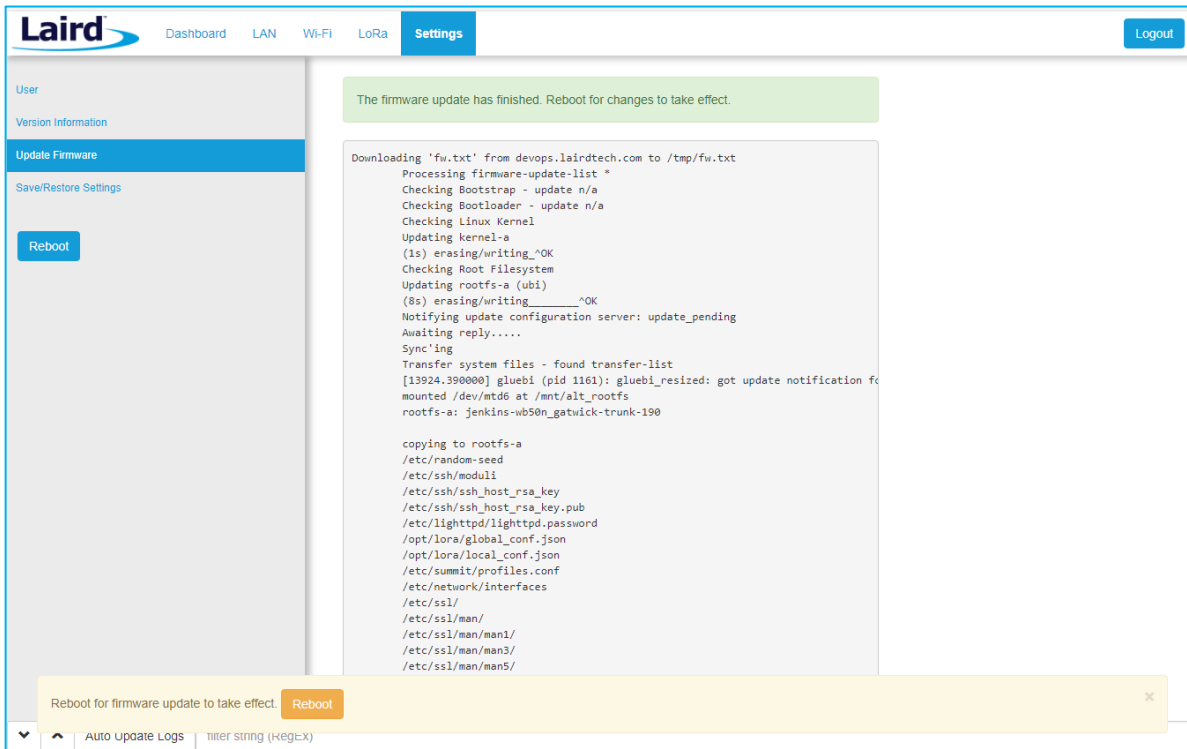 Laird
Dashboard LAN Wi-Fi LoRa Settings Logout
User
Version Information
Update Firmware
Save/Restore Settings
Reboot
The firmware update has finished. Reboot for changes to take effect.
Downloading 'fw.txt' from devops.lairdtech.com to /tmp/fw.txt
Processing firmware-update-list *
Checking Bootstrap - update n/a
Checking Bootloader - update n/a
Checking Linux Kernel
Updating kernel-a
(1s) erasing/writing_^OK
Checking Root Filesystem
Updating rootfs-a (ubi)
(8s) erasing/writing________^OK
Notifying update configuration server: update_pending
Awaiting reply.....
Sync'ing
Transfer system files - found transfer-list
[13924.390000] gluebi (pid 1161): gluebi_resized: got update notification fo
mounted /dev/mtd6 at /mnt/alt_rootfs
rootfs-a: jenkins-wb50n_gatwick-trunk-190
copying to rootfs-a
/etc/random-seed
/etc/ssh/moduli
/etc/ssh/ssh_host_rsa_key
/etc/ssh/ssh_host_rsa_key.pub
/etc/lighttpd/lighttpd.password
/opt/lora/global_conf.json
/opt/lora/local_conf.json
/etc/summit/profiles.conf
/etc/network/interfaces
/etc/ssl/
/etc/ssl/man/
/etc/ssl/man/man1/
/etc/ssl/man/man3/
/etc/ssl/man/man5/
Reboot for firmware update to take effect. Reboot ×
Auto Update Logs filter string (RegEx)